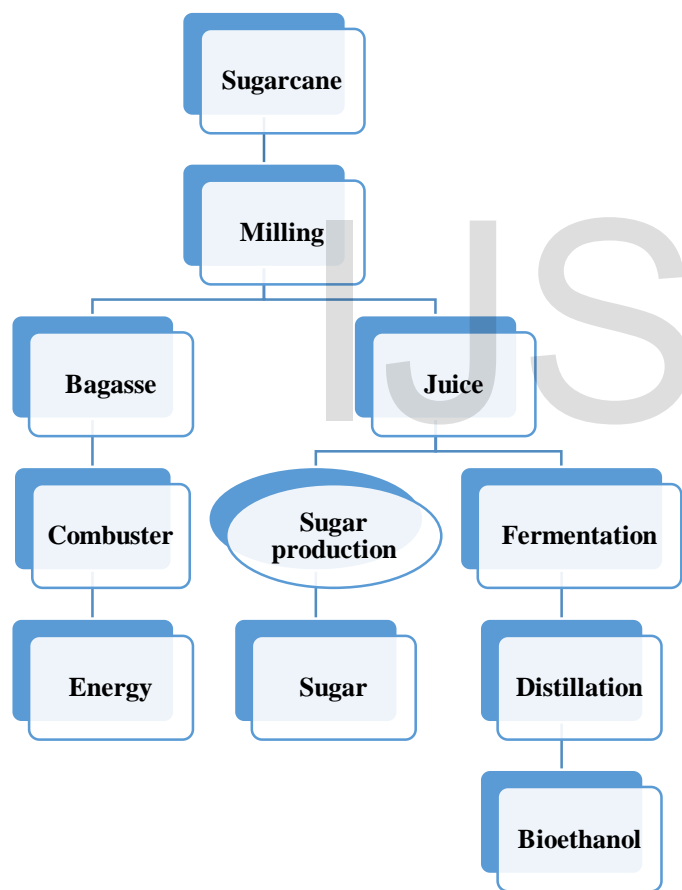 Sugarcane
Milling
IJS
Bagasse
Juice
Combuster
Sugar
production
Fermentation
Energy
Sugar
Distillation
Bioethanol